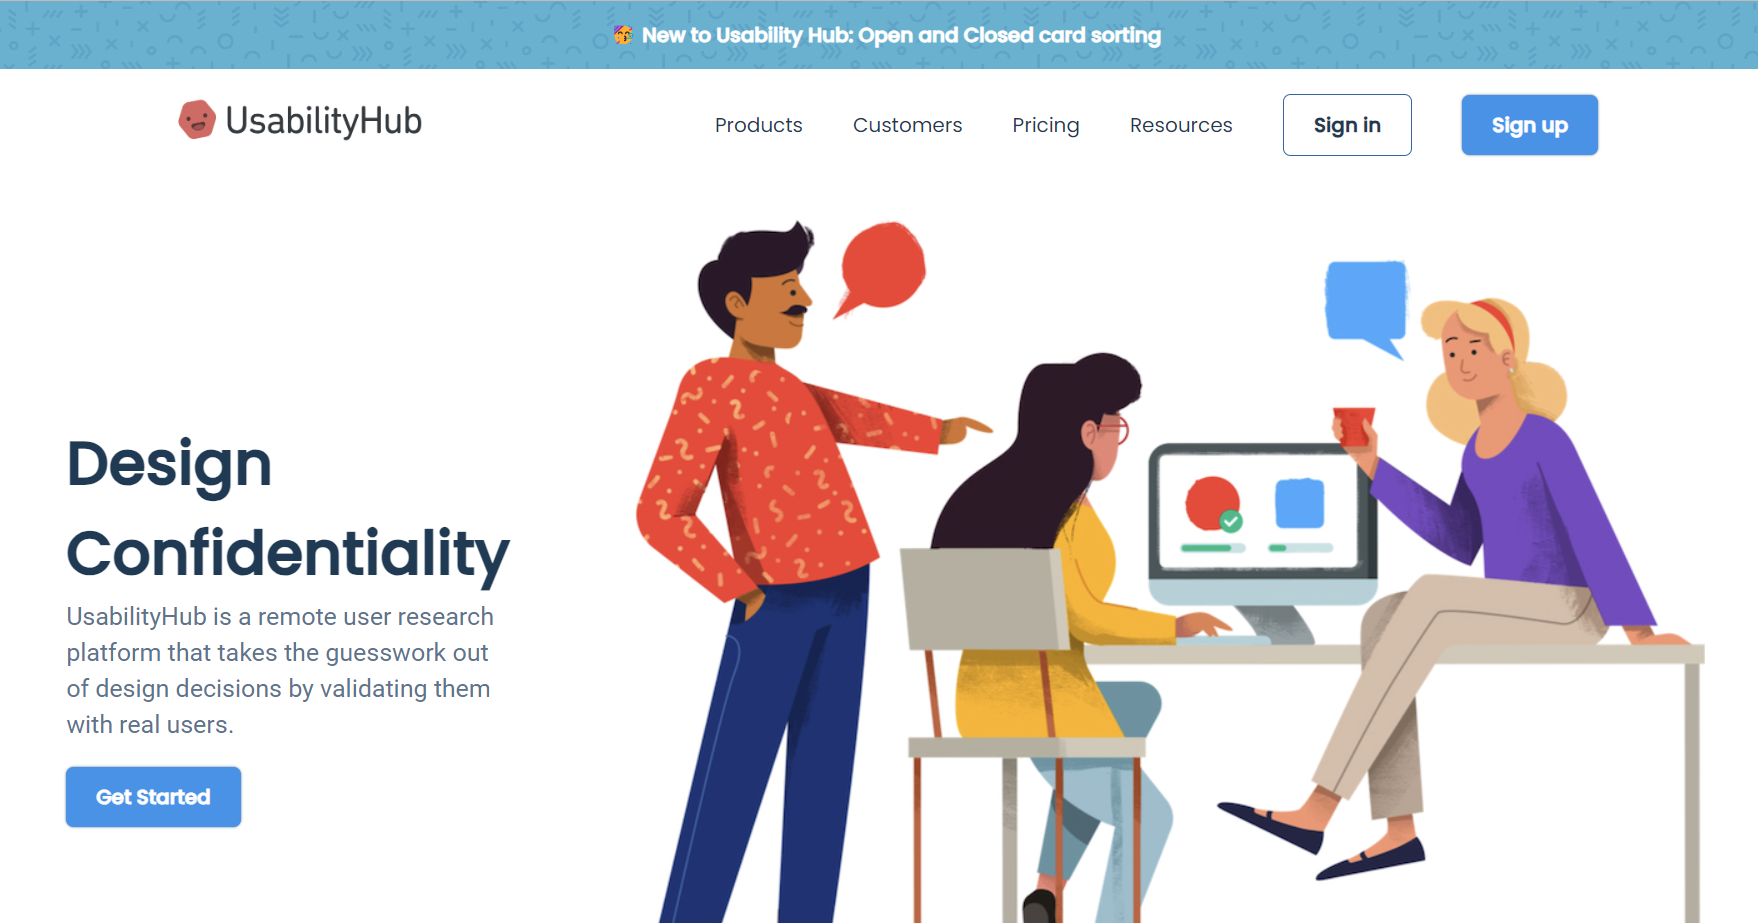 🥳 New to Usability Hub: Open and Closed card sorting
UsabilityHub
Products
Customers
Pricing
Resources
Sign in
Sign up
Design
Confidentiality
UsabilityHub is a remote user research
platform that takes the guesswork out
of design decisions by validating them
with real users.
Get Started